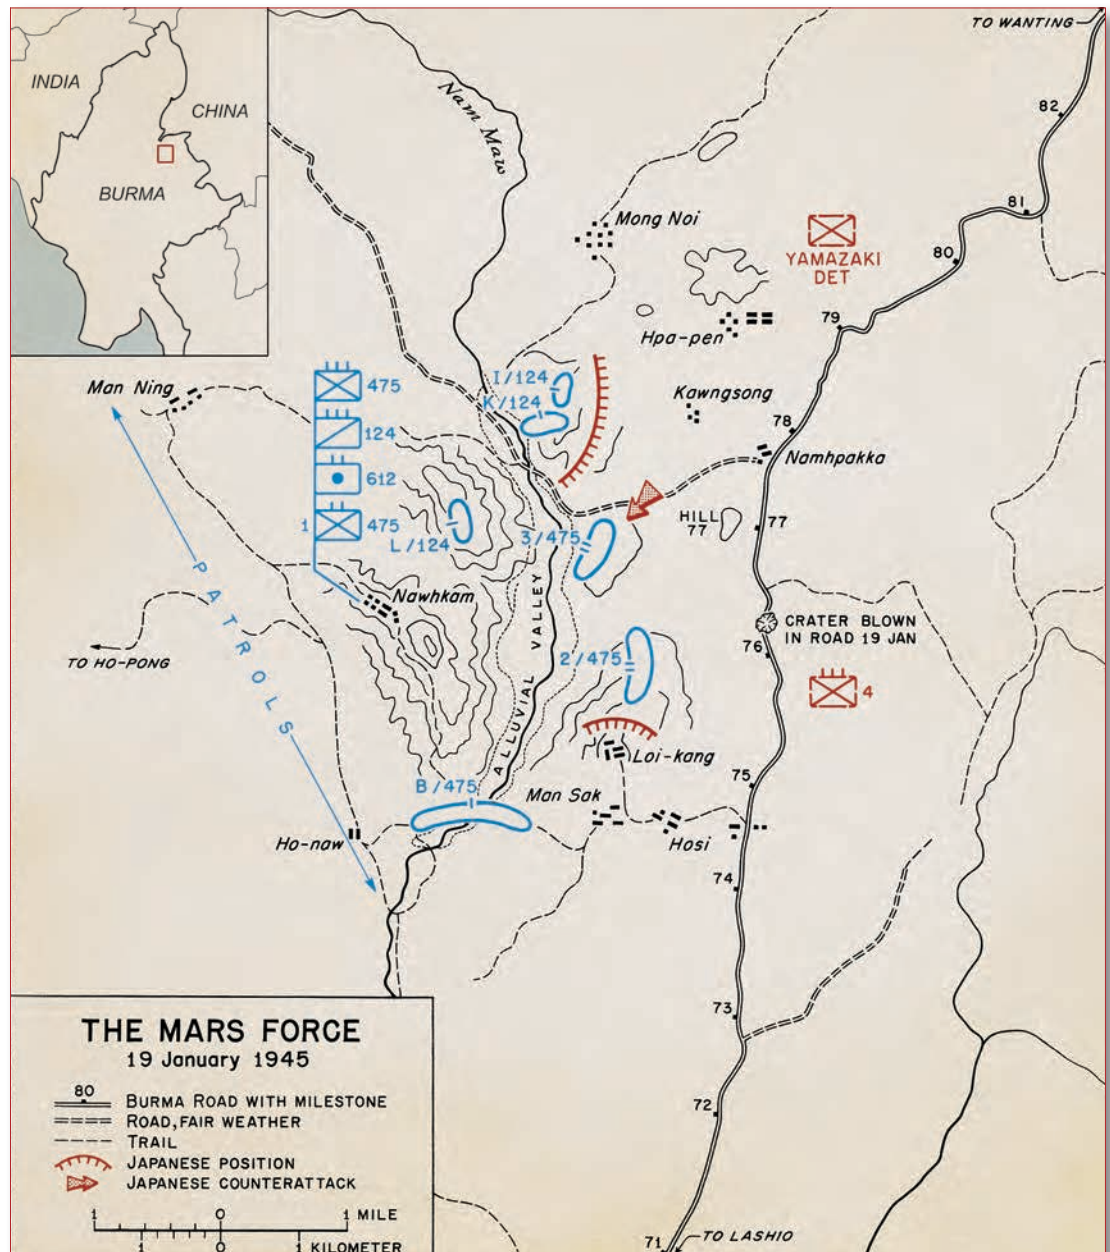 TO WANTING
INDIA
CHINA
BURMA
Nam Maw
82
81
80
79
Mong Noi
YAMAZAKI
DET
Hpa-pen
Man Ning
475
124
612
1
475
I/124
K/124
Kawngsong
78
Namhpakka
HILL
77
77
L/124
3/475
PATROLS
Nawhkam
ALLUVIAL VALLEY
CRATER BLOWN
IN ROAD 19 JAN
76
TO HO-PONG
2/475
4
Loi-kang
75
B/475
Man Sak
Ho-naw
Hosi
74
73
72
71
TO LASHIO
THE MARS FORCE
19 January 1945
80
BURMA ROAD WITH MILESTONE
ROAD, FAIR WEATHER
TRAIL
JAPANESE POSITION
JAPANESE COUNTERATTACK
1 0 1 MILE
1 0 1 KILOMETER